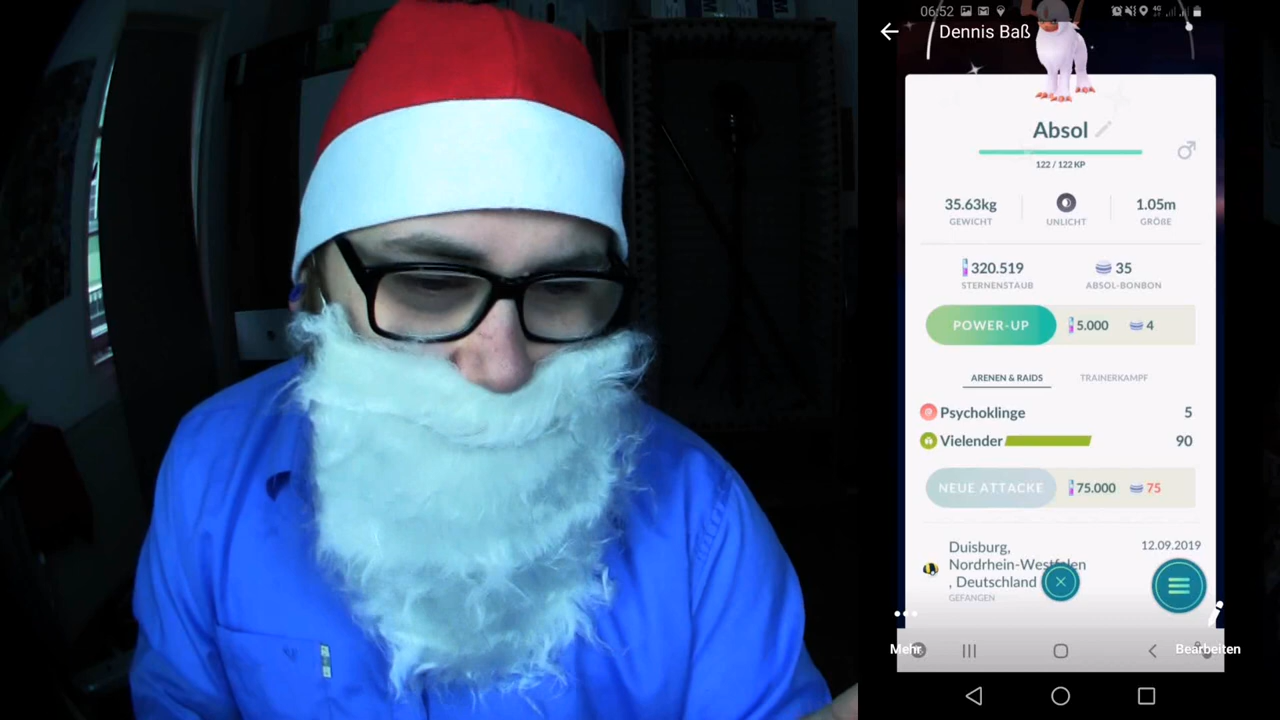 06:52
4G
Dennis Baß
Absol
122 / 122 KP
35.63kg
GEWICHT
UNLICHT
1.05m
GRÖßE
320.519
STERNENSTAUB
35
ABSOL-BONBON
POWER-UP
5.000
4
ARENEN & RAIDS
TRAINERKAMPF
Psychoklinge
5
Vielender
90
NEUE ATTACKE
75.000
75
Duisburg,
12.09.2019
Nordrhein-Westfalen
, Deutschland
GEFANGEN
Mehr
Bearbeiten